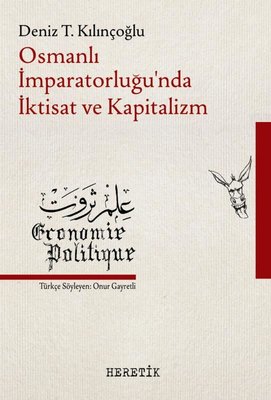 Deniz T. Kılınçoğlu
Osmanlı
İmparatorluğu'nda
İktisat ve Kapitalizm
علم ثروت
Economie
Politique
Türkçe Söyleyen: Onur Gayretli
HERETİK